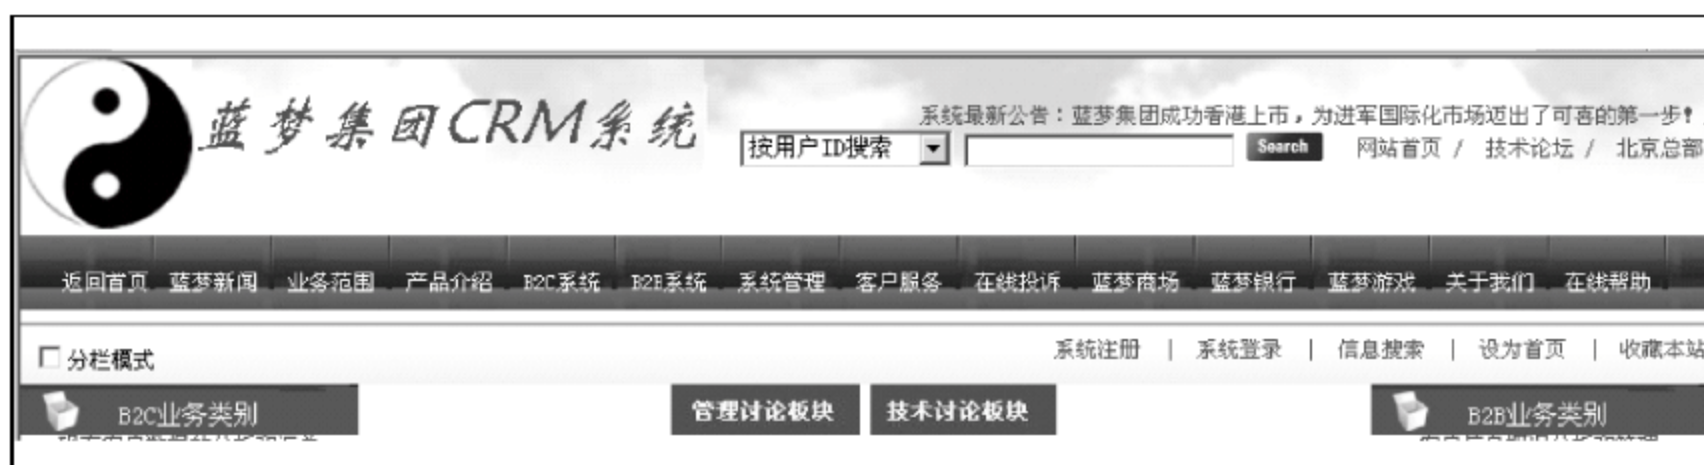 蓝梦集团CRM系统
系统最新公告：蓝梦集团成功香港上市，为进军国际化市场迈出了可喜的第一步！
按用户ID搜索 Search 网站首页 / 技术论坛 / 北京总部
返回首页 蓝梦新闻 业务范围 产品介绍 B2C系统 B2B系统 系统管理 客户服务 在线投诉 蓝梦商场 蓝梦银行 蓝梦游戏 关于我们 在线帮助
分栏模式 系统注册 | 系统登录 | 信息搜索 | 设为首页 | 收藏本站
B2C业务类别 管理讨论板块 技术讨论板块 B2B业务类别